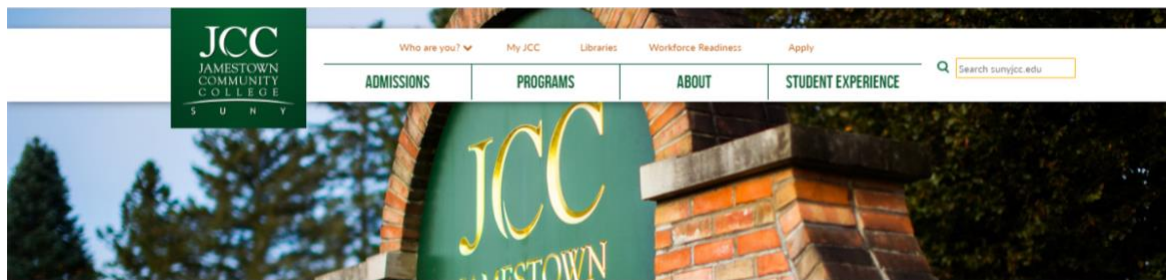 JCC
JAMESTOWN
COMMUNITY
COLLEGE
SUNY
Who are you? My JCC Libraries Workforce Readiness Apply
ADMISSIONS PROGRAMS ABOUT STUDENT EXPERIENCE
Search sunyjcc.edu
JCC
JAMESTOWN